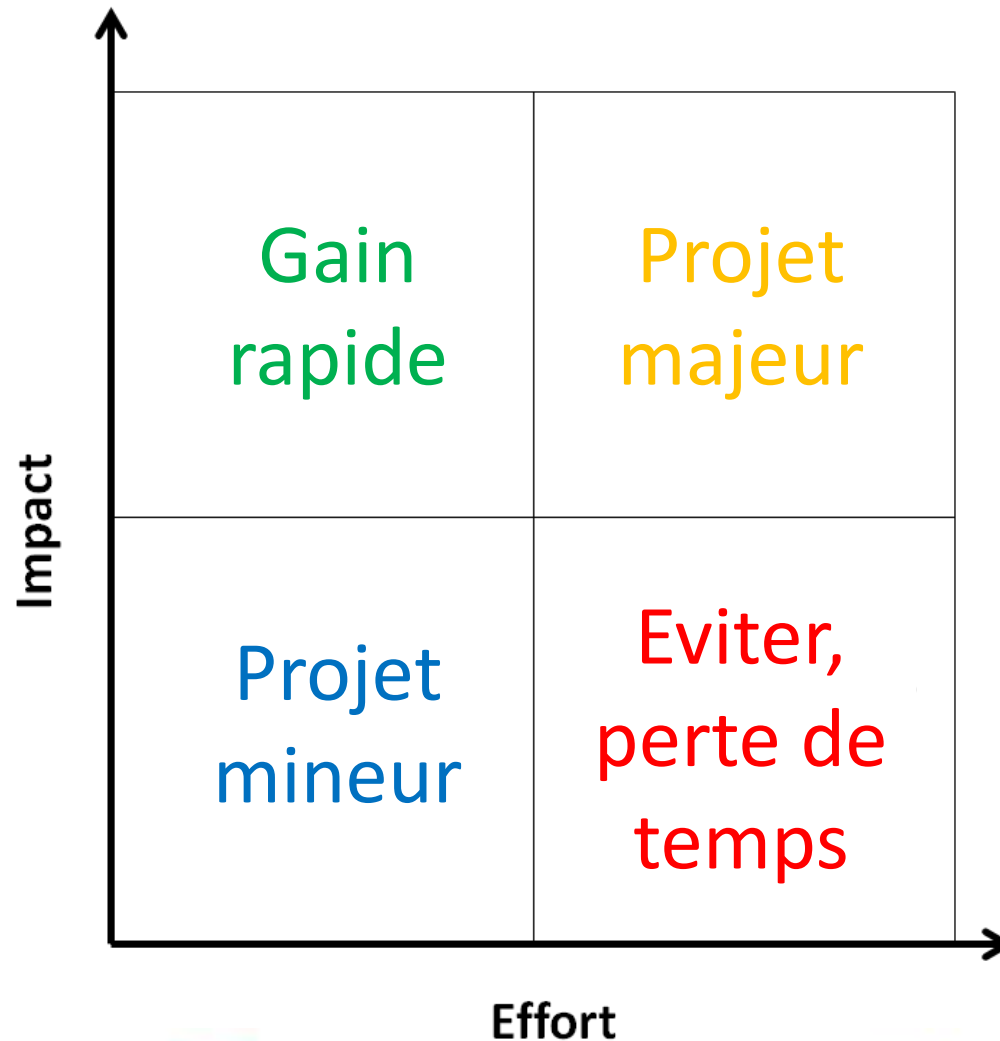 Gain
rapide
Projet
majeur
Impact
Projet
mineur
Eviter,
perte de
temps
Effort